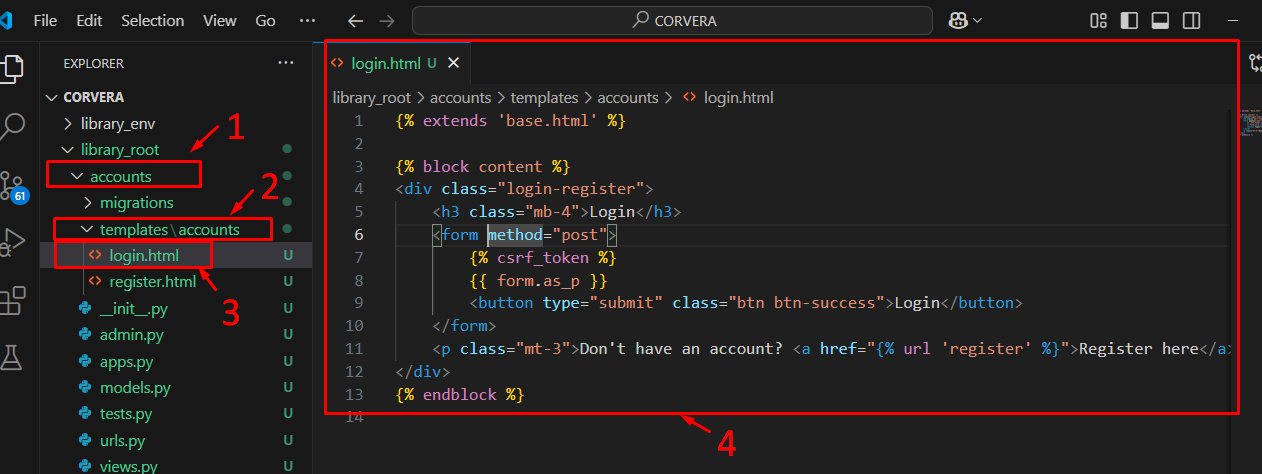 File Edit Selection View Go ···
CORVERA
EXPLORER ···
CORVERA
library_env
library_root
accounts
migrations
templates\accounts
login.html U
register.html U
__init__.py U
admin.py U
apps.py U
models.py U
tests.py U
urls.py U
views.py U
61
1
2
3
login.html U
library_root > accounts > templates > accounts > login.html
1 {% extends 'base.html' %}
2
3 {% block content %}
4 <div class="login-register">
5 <h3 class="mb-4">Login</h3>
6 <form method="post">
7 {% csrf_token %}
8 {{ form.as_p }}
9 <button type="submit" class="btn btn-success">Login</button>
10 </form>
11 <p class="mt-3">Don't have an account? <a href="{% url 'register' %}">Register here</a>
12 </div>
13 {% endblock %}
14
4